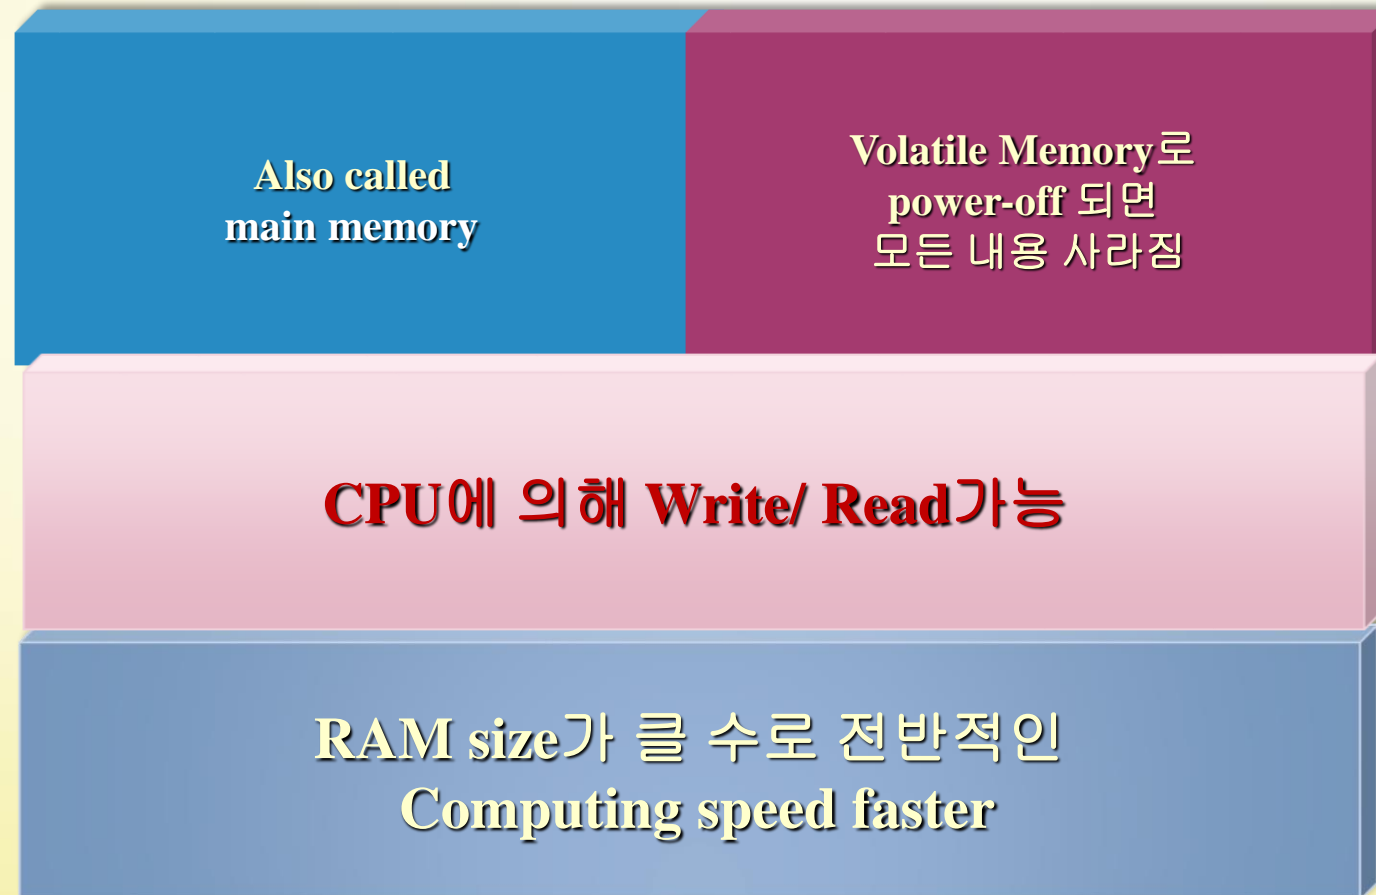 Also called
main memory
Volatile Memory로
power-off 되면
모든 내용 사라짐
CPU에 의해 Write/ Read가능
RAM size가 클 수로 전반적인
Computing speed faster